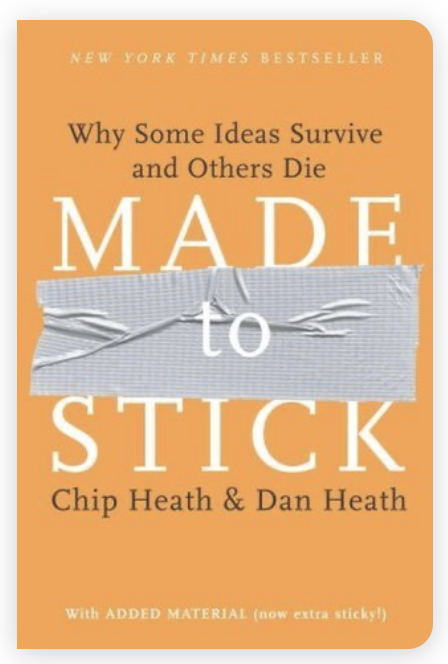 NEW YORK TIMES BESTSELLER
Why Some Ideas Survive
and Others Die
MADE
to
STICK
Chip Heath & Dan Heath
With ADDED MATERIAL (now extra sticky!)